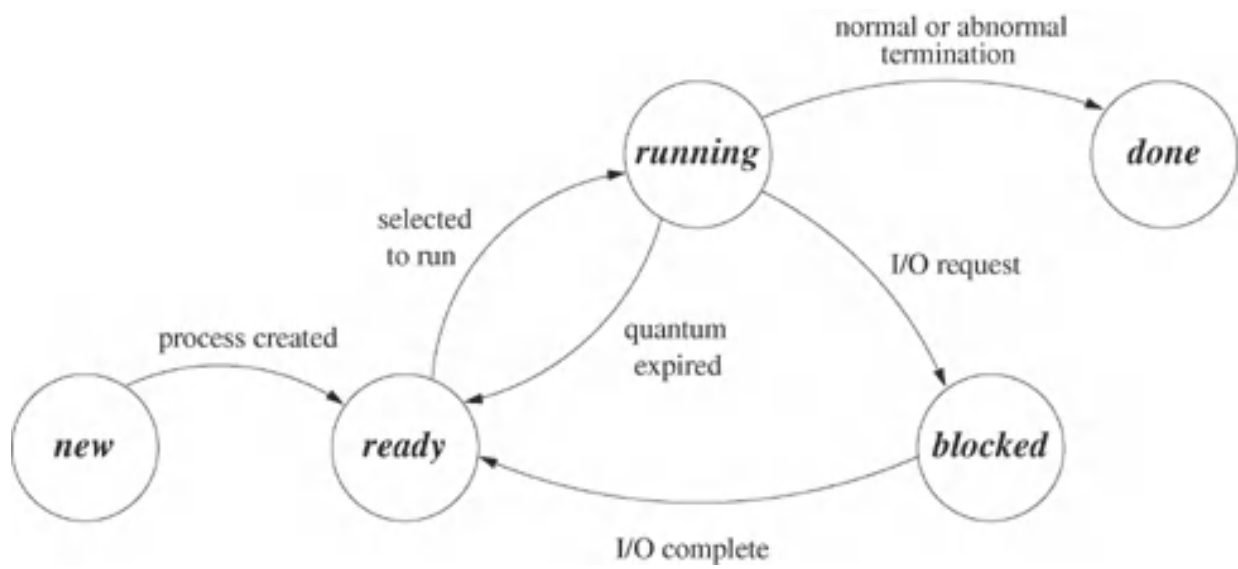 normal or abnormal
termination
running
done
selected
to run
I/O request
process created
quantum
expired
new
ready
blocked
I/O complete